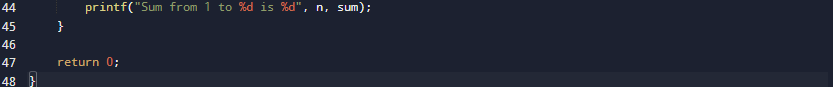 44 printf("Sum from 1 to %d is %d", n, sum);
45 }
46
47 return 0;
48 }